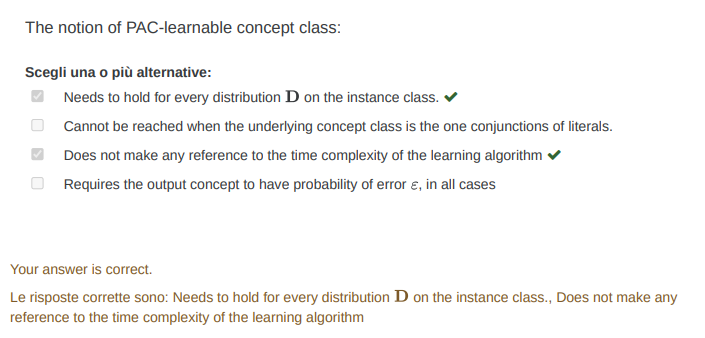 The notion of PAC-learnable concept class:
Scegli una o più alternative:
Needs to hold for every distribution D on the instance class.
Cannot be reached when the underlying concept class is the one conjunctions of literals.
Does not make any reference to the time complexity of the learning algorithm
Requires the output concept to have probability of error ε, in all cases
Your answer is correct.
Le risposte corrette sono: Needs to hold for every distribution D on the instance class., Does not make any
reference to the time complexity of the learning algorithm